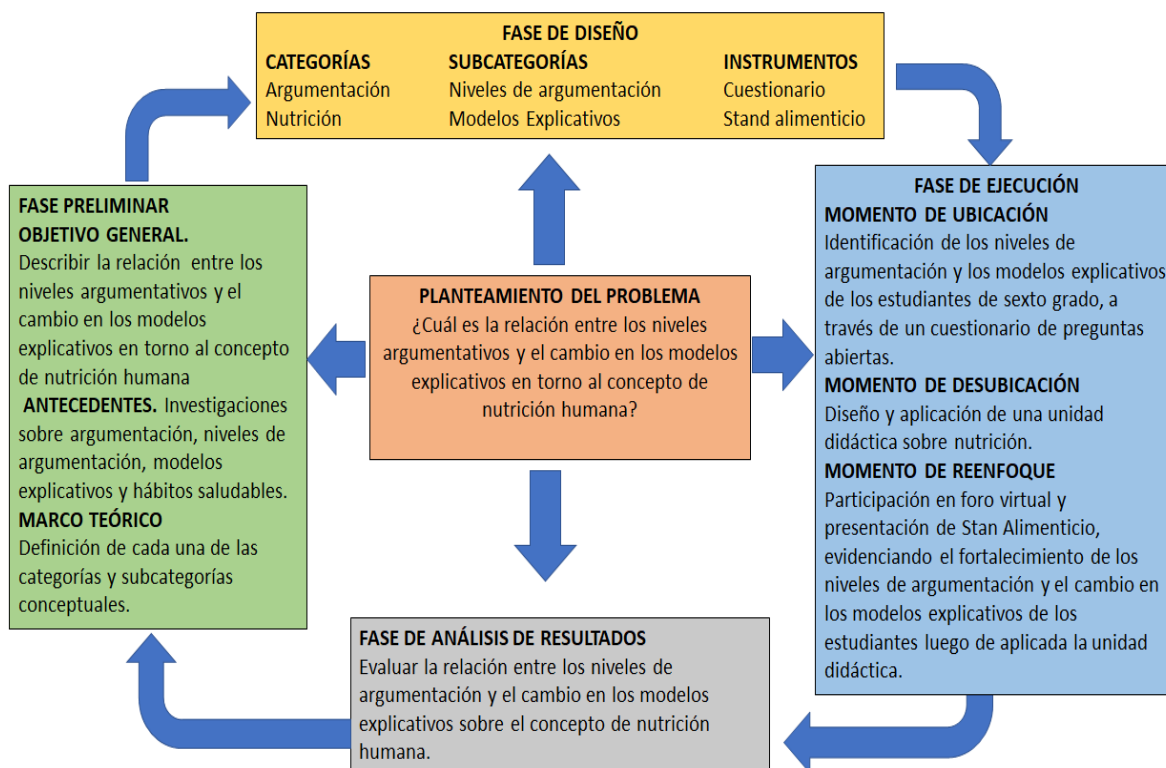 FASE DE DISEÑO
CATEGORÍAS SUBCATEGORÍAS INSTRUMENTOS
Argumentación Niveles de argumentación Cuestionario
Nutrición Modelos Explicativos Stand alimenticio
FASE PRELIMINAR
OBJETIVO GENERAL.
Describir la relación entre los
niveles argumentativos y el
cambio en los modelos
explicativos en torno al concepto
de nutrición humana
ANTECEDENTES. Investigaciones
sobre argumentación, niveles de
argumentación, modelos
explicativos y hábitos saludables.
MARCO TEÓRICO
Definición de cada una de las
categorías y subcategorías
conceptuales.
PLANTEAMIENTO DEL PROBLEMA
¿Cuál es la relación entre los niveles
argumentativos y el cambio en los modelos
explicativos en torno al concepto de
nutrición humana?
FASE DE EJECUCIÓN
MOMENTO DE UBICACIÓN
Identificación de los niveles de
argumentación y los modelos explicativos
de los estudiantes de sexto grado, a
través de un cuestionario de preguntas
abiertas.
MOMENTO DE DESUBICACIÓN
Diseño y aplicación de una unidad
didáctica sobre nutrición.
MOMENTO DE REENFOQUE
Participación en foro virtual y
presentación de Stan Alimenticio,
evidenciando el fortalecimiento de los
niveles de argumentación y el cambio en
los modelos explicativos de los
estudiantes luego de aplicada la unidad
didáctica.
FASE DE ANÁLISIS DE RESULTADOS
Evaluar la relación entre los niveles de
argumentación y el cambio en los modelos
explicativos sobre el concepto de nutrición
humana.